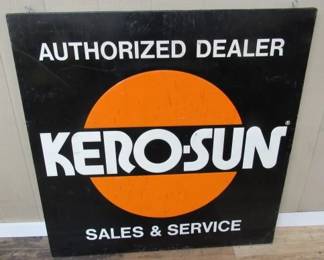 AUTHORIZED DEALER
KERO-SUN®
SALES & SERVICE